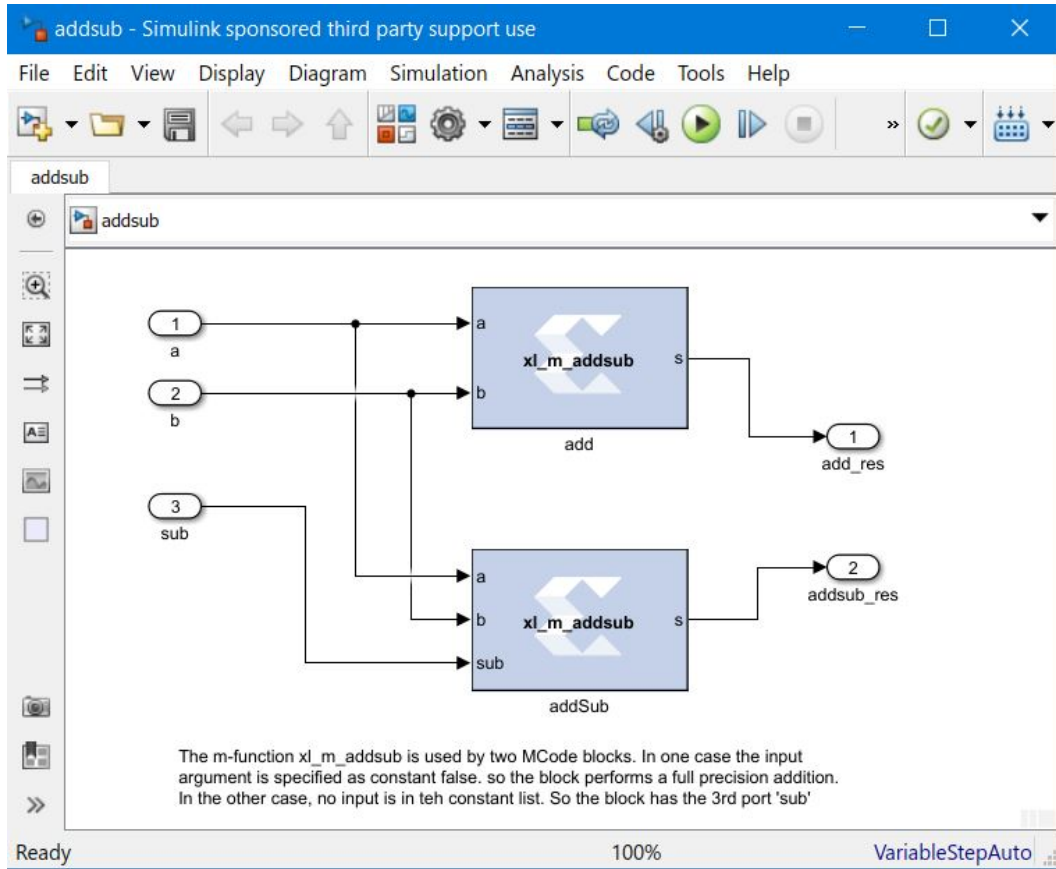 addsub - Simulink sponsored third party support use
File Edit View Display Diagram Simulation Analysis Code Tools Help
»
addsub
addsub
1
a
2
b
3
sub
a
b
xl_m_addsub
s
add
1
add_res
a
b
sub
xl_m_addsub
s
addSub
2
addsub_res
The m-function xl_m_addsub is used by two MCode blocks. In one case the input
argument is specified as constant false. so the block performs a full precision addition.
In the other case, no input is in teh constant list. So the block has the 3rd port 'sub'
Ready 100% VariableStepAuto